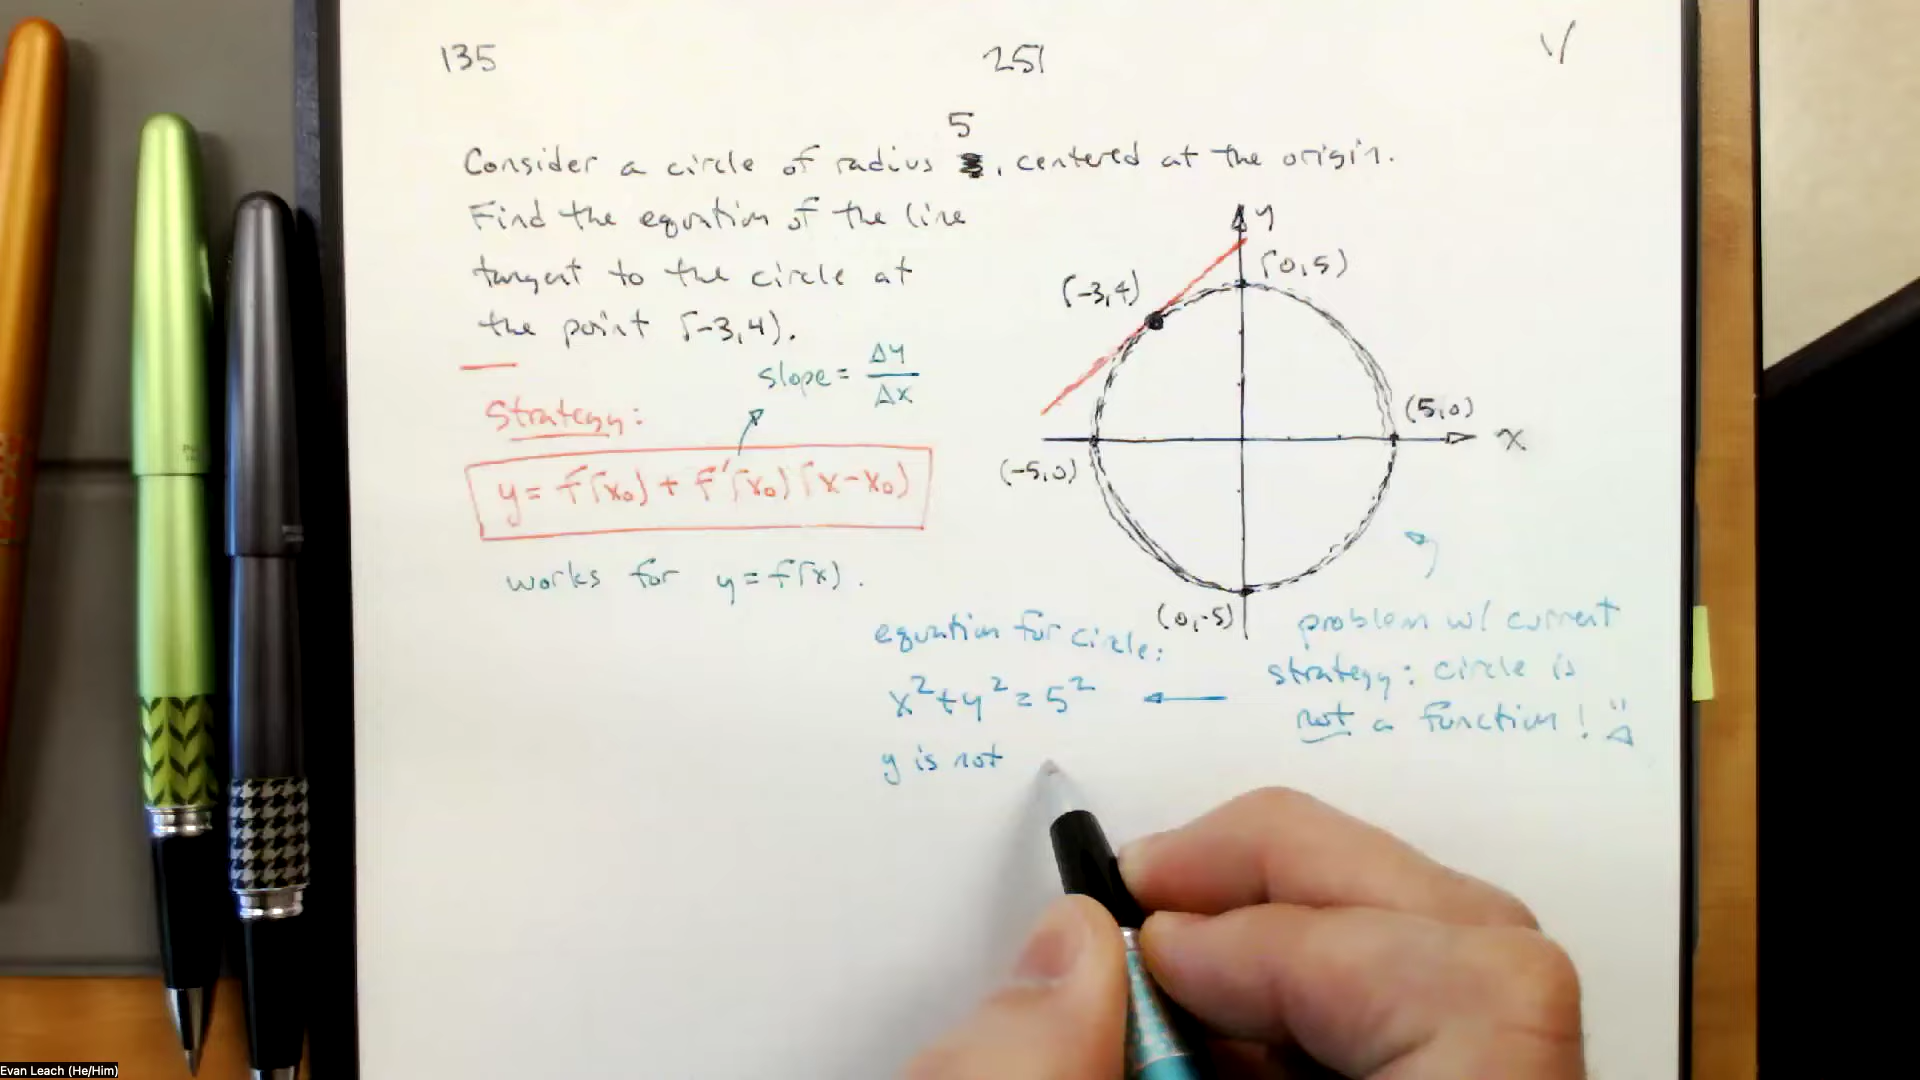 135 251 V
5
Consider a circle of radius , centered at the origin.
Find the equation of the line
tangent to the circle at
the point (-3,4).
slope = Δy/Δx
Strategy:
y = f(x₀) + f'(x₀)(x-x₀)
works for y = f(x).
y
(0,5)
(-3,4)
(5,0)
x
(-5,0)
(0,-5)
equation for circle:
x² + y² = 5²
y is not
problem w/ current
strategy: circle is
not a function!
Evan Leach (He/Him)